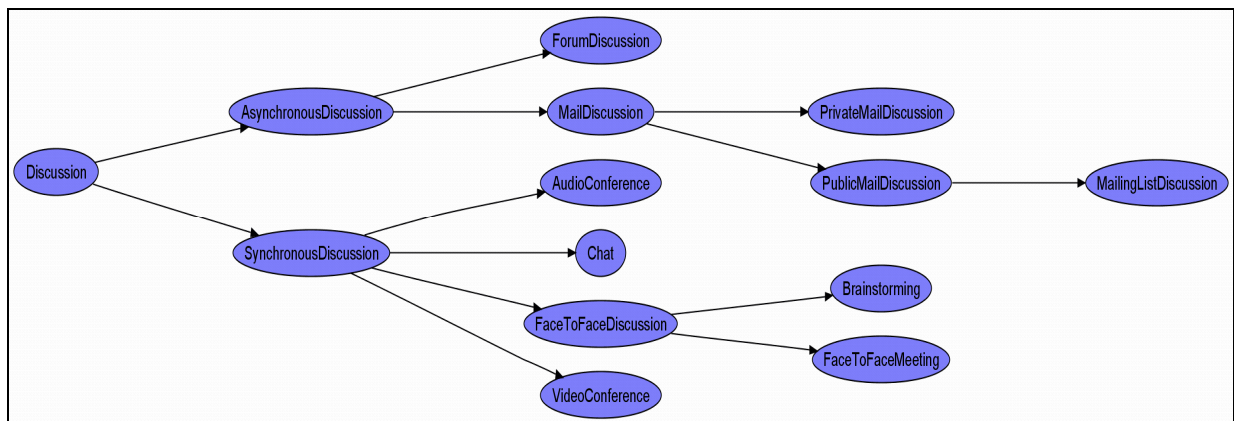 ForumDiscussion
AsynchronousDiscussion
MailDiscussion
PrivateMailDiscussion
Discussion
AudioConference
PublicMailDiscussion
MailingListDiscussion
SynchronousDiscussion
Chat
Brainstorming
FaceToFaceDiscussion
FaceToFaceMeeting
VideoConference